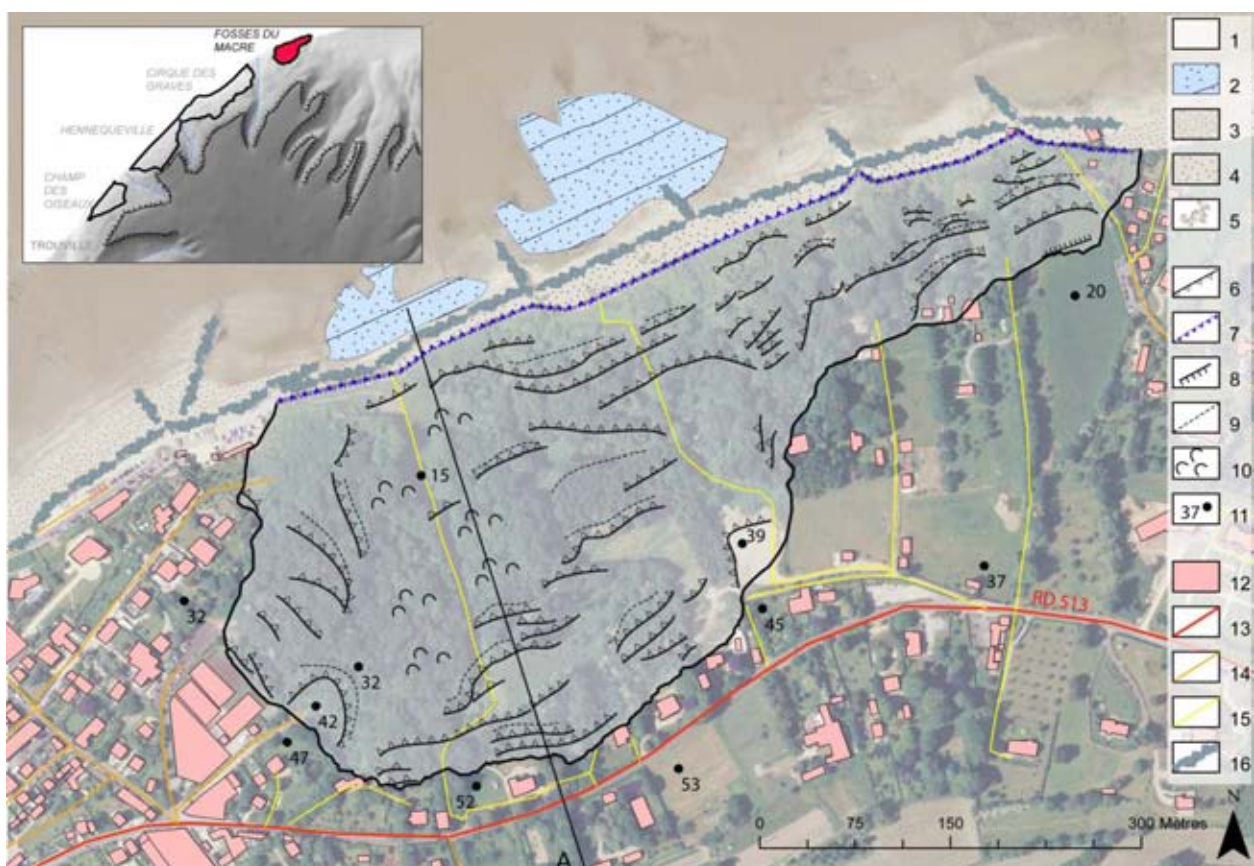 FOSSES DU
MACRE
CIRQUE DES
GRAVES
HENNEQUEVILLE
CHAMP
DES
OISEAUX
TROUVILLE
1
2
3
4
5
6
7
8
9
10
37
11
12
13
14
15
16
20
15
39
37
45
RD 513
32
32
42
47
52
53
A
N
0
75
150
300 Mètres